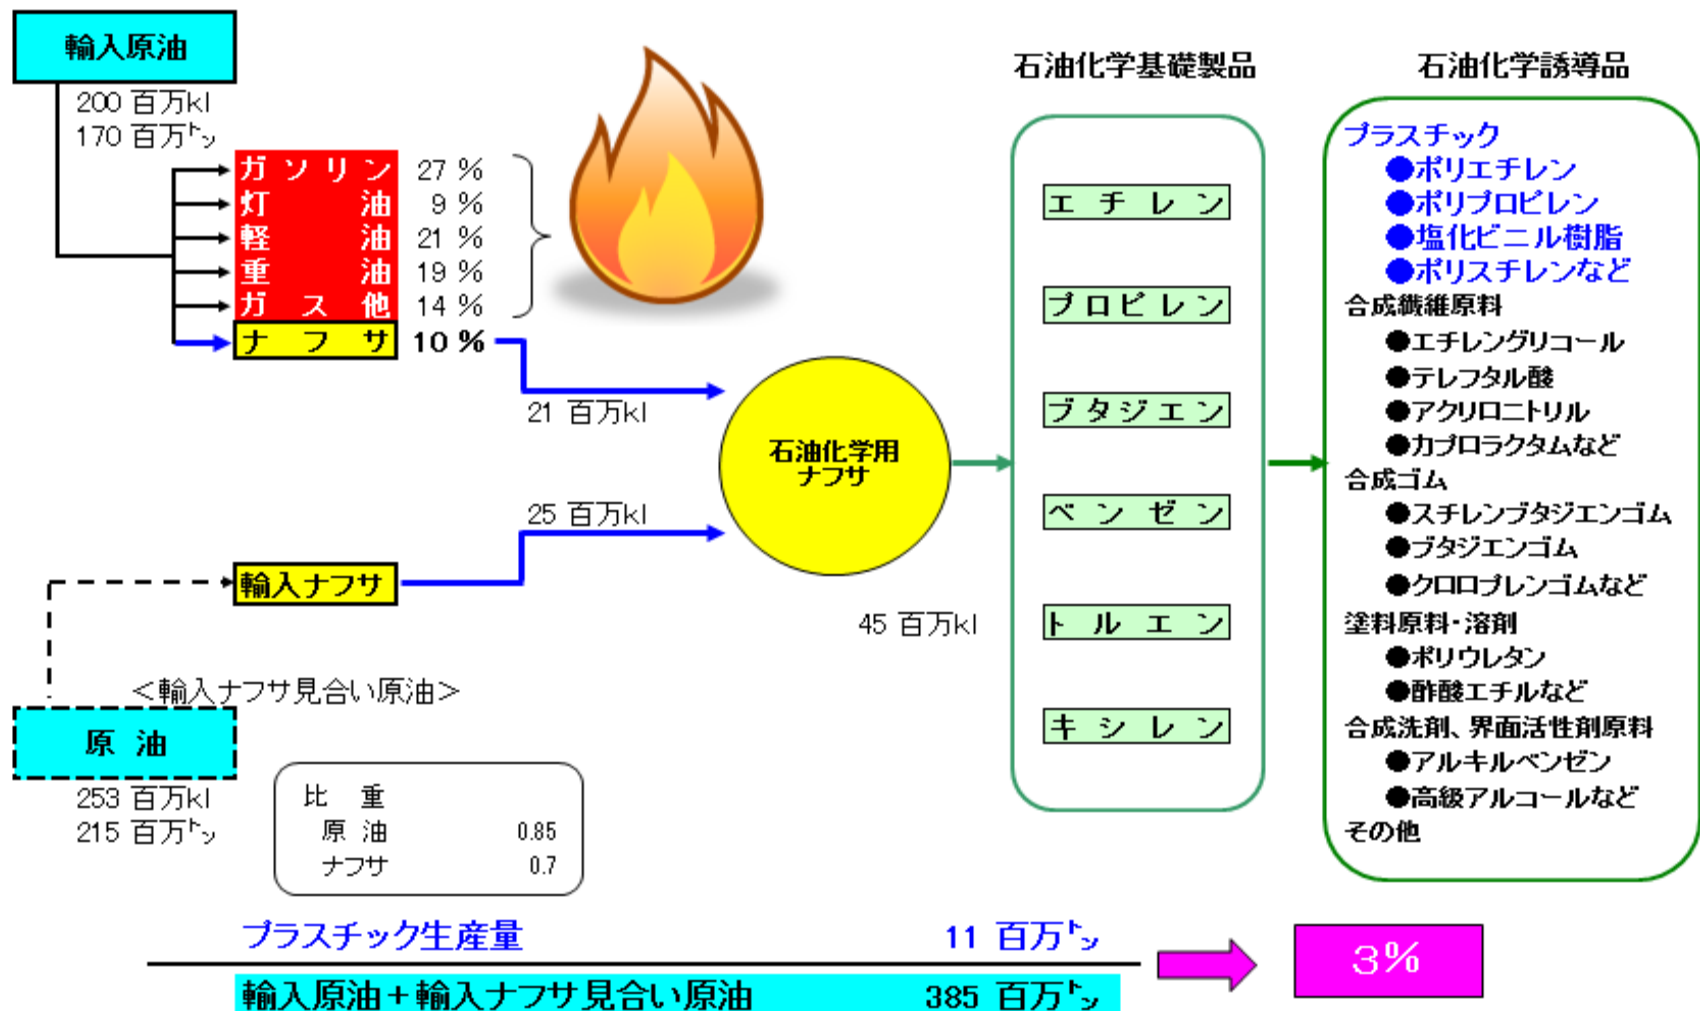 輸入原油
200 百万kl
170 百万トン
ガソリン 27 %
灯油 9 %
軽油 21 %
重油 19 %
ガス他 14 %
ナフサ 10 %
21 百万kl
25 百万kl
輸入ナフサ
<輸入ナフサ見合い原油>
原油
253 百万kl
215 百万トン
比 重
原 油 0.85
ナフサ 0.7
石油化学用
ナフサ
45 百万kl
石油化学基礎製品
エチレン
プロピレン
ブタジエン
ベンゼン
トルエン
キシレン
石油化学誘導品
プラスチック
●ポリエチレン
●ポリプロピレン
●塩化ビニル樹脂
●ポリスチレンなど
合成繊維原料
●エチレングリコール
●テレフタル酸
●アクリロニトリル
●カプロラクタムなど
合成ゴム
●スチレンブタジエンゴム
●ブタジエンゴム
●クロロプレンゴムなど
塗料原料・溶剤
●ポリウレタン
●酢酸エチルなど
合成洗剤、界面活性剤原料
●アルキルベンゼン
●高級アルコールなど
その他
プラスチック生産量 11 百万トン
輸入原油+輸入ナフサ見合い原油 385 百万トン
3%